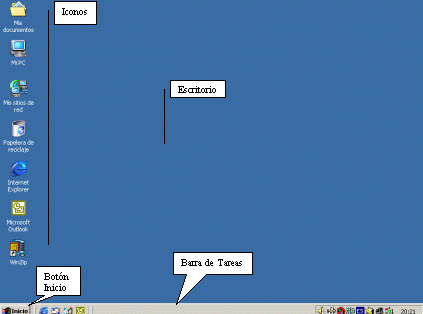 Mis
documentos
Iconos
Mi PC
Escritorio
Mis sitios de
red
Papelera de
reciclaje
Internet
Explorer
Microsoft
Outlook
WinZip
Botón
Inicio
Barra de Tareas
Inicio
20:21